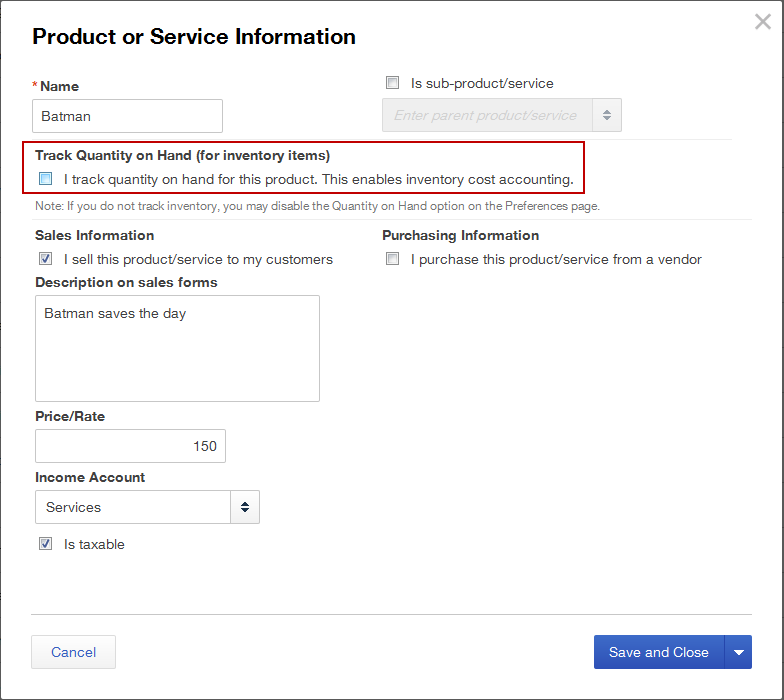 Product or Service Information
* Name
Is sub-product/service
Batman
Enter parent product/service
Track Quantity on Hand (for inventory items)
I track quantity on hand for this product. This enables inventory cost accounting.
Note: If you do not track inventory, you may disable the Quantity on Hand option on the Preferences page.
Sales Information
Purchasing Information
I sell this product/service to my customers
I purchase this product/service from a vendor
Description on sales forms
Batman saves the day
Price/Rate
150
Income Account
Services
Is taxable
Cancel
Save and Close